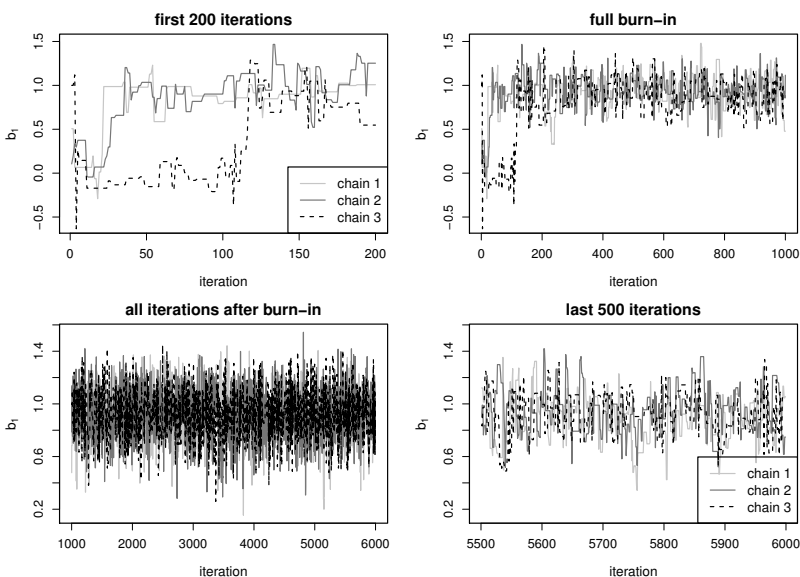 first 200 iterations
full burn−in
1.5
1.0
0.5
0.0
−0.5
b1
0
50
100
150
200
iteration
chain 1
chain 2
chain 3
1.5
1.0
0.5
0.0
−0.5
b1
0
200
400
600
800
1000
iteration
all iterations after burn−in
last 500 iterations
1.4
1.0
0.6
0.2
b1
1000
2000
3000
4000
5000
6000
iteration
1.4
1.0
0.6
0.2
b1
5500
5600
5700
5800
5900
6000
iteration
chain 1
chain 2
chain 3